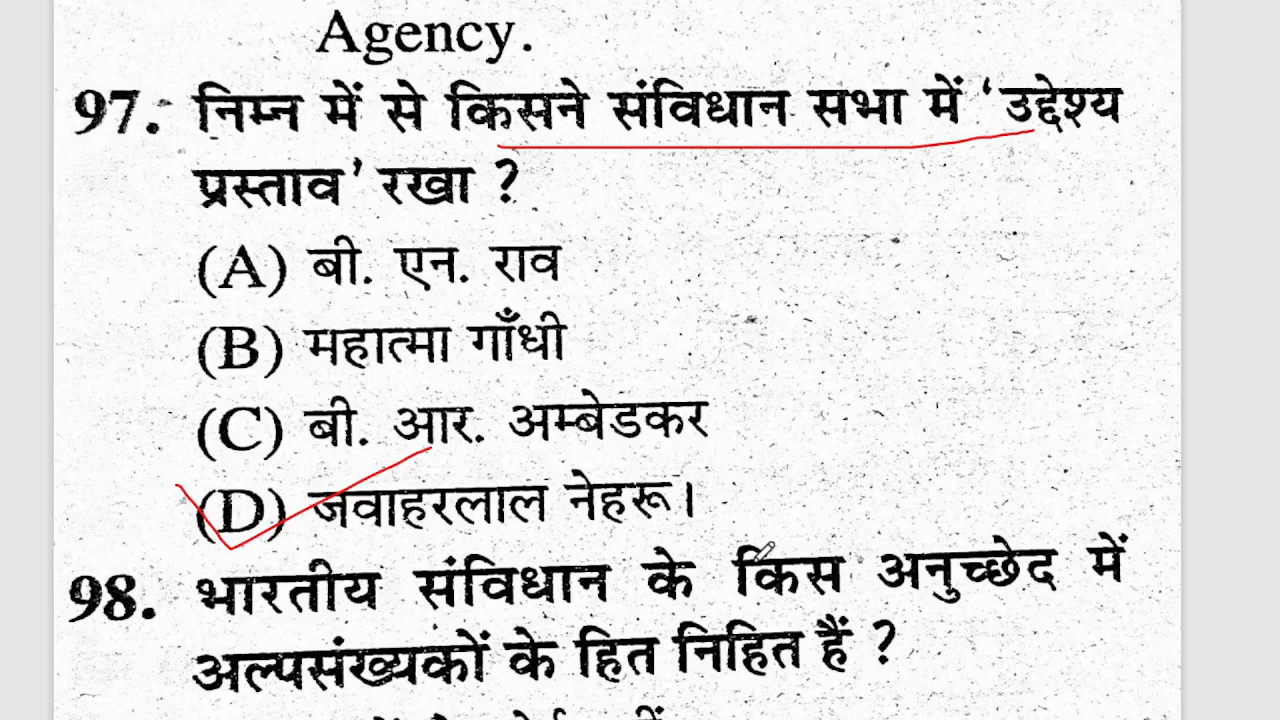 Agency.
97. निम्न में से किसने संविधान सभा में ‘उद्देश्य
प्रस्ताव’ रखा ?
(A) बी. एन. राव
(B) महात्मा गाँधी
(C) बी. आर. अम्बेडकर
(D) जवाहरलाल नेहरू।
98. भारतीय संविधान के किस अनुच्छेद में
अल्पसंख्यकों के हित निहित हैं ?